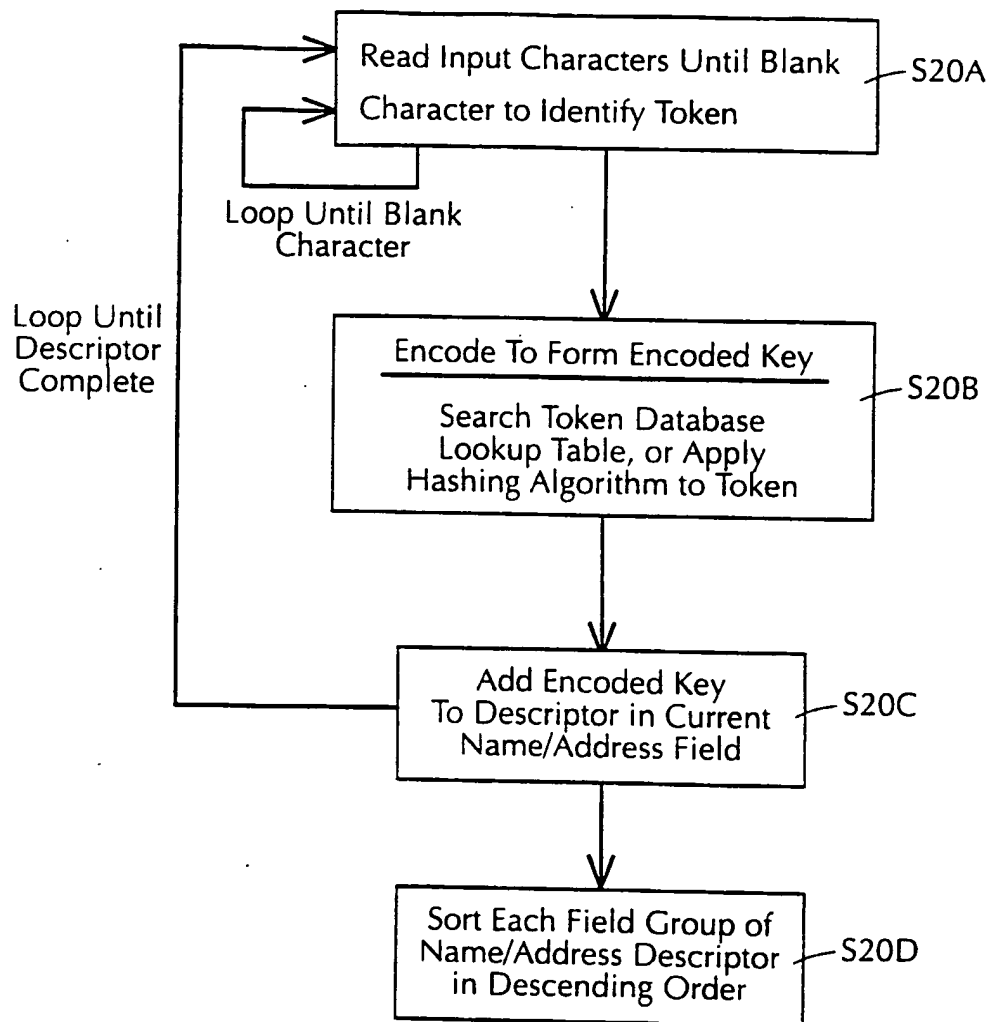 Read Input Characters Until Blank
Character to Identify Token
S20A
Loop Until Blank
Character
Loop Until
Descriptor
Complete
Encode To Form Encoded Key
Search Token Database
Lookup Table, or Apply
Hashing Algorithm to Token
S20B
Add Encoded Key
To Descriptor in Current
Name/Address Field
S20C
Sort Each Field Group of
Name/Address Descriptor
in Descending Order
S20D